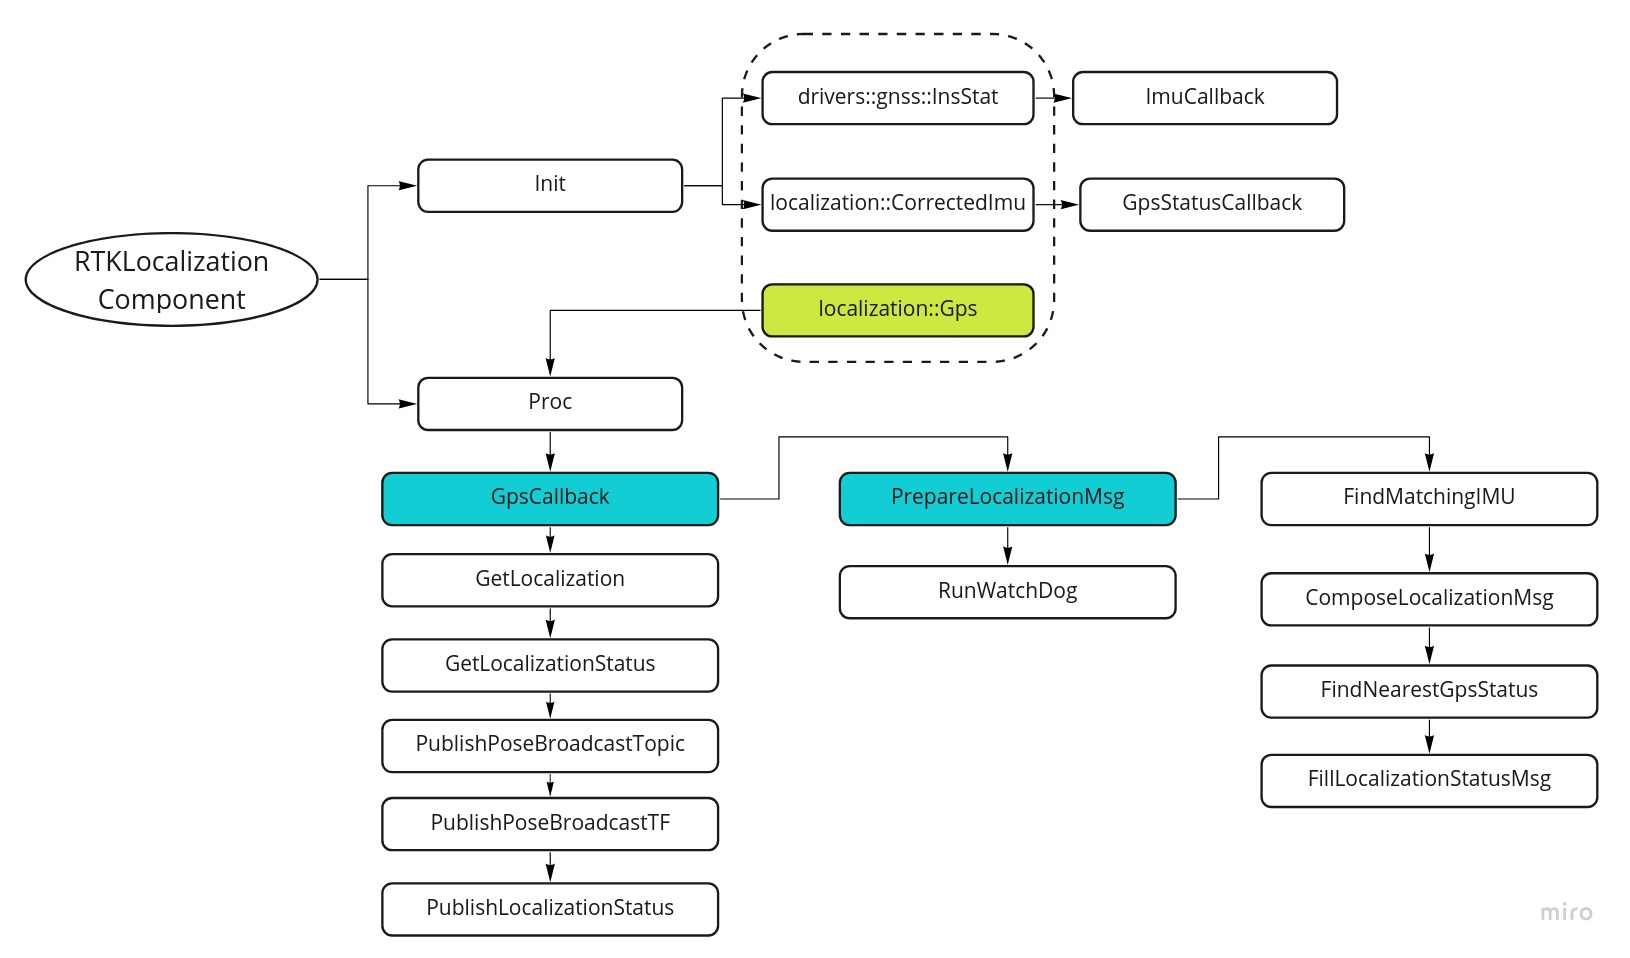 drivers::gnss::InsStat
ImuCallback
Init
localization::CorrectedImu
GpsStatusCallback
RTKLocalization
Component
localization::Gps
Proc
GpsCallback
PrepareLocalizationMsg
FindMatchingIMU
GetLocalization
RunWatchDog
ComposeLocalizationMsg
GetLocalizationStatus
FindNearestGpsStatus
PublishPoseBroadcastTopic
FillLocalizationStatusMsg
PublishPoseBroadcastTF
PublishLocalizationStatus
miro